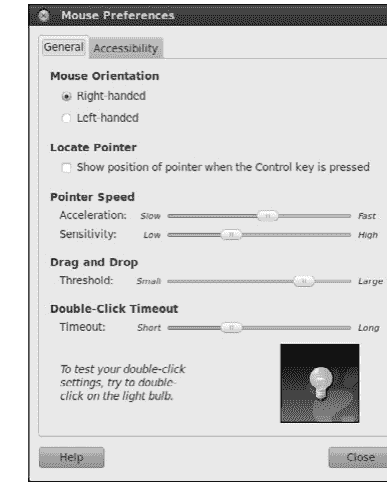 Mouse Preferences
General Accessibility
Mouse Orientation
Right-handed
Left-handed
Locate Pointer
Show position of pointer when the Control key is pressed
Pointer Speed
Acceleration: Slow Fast
Sensitivity: Low High
Drag and Drop
Threshold: Small Large
Double-Click Timeout
Timeout: Short Long
To test your double-click
settings, try to double-
click on the light bulb.
Help Close